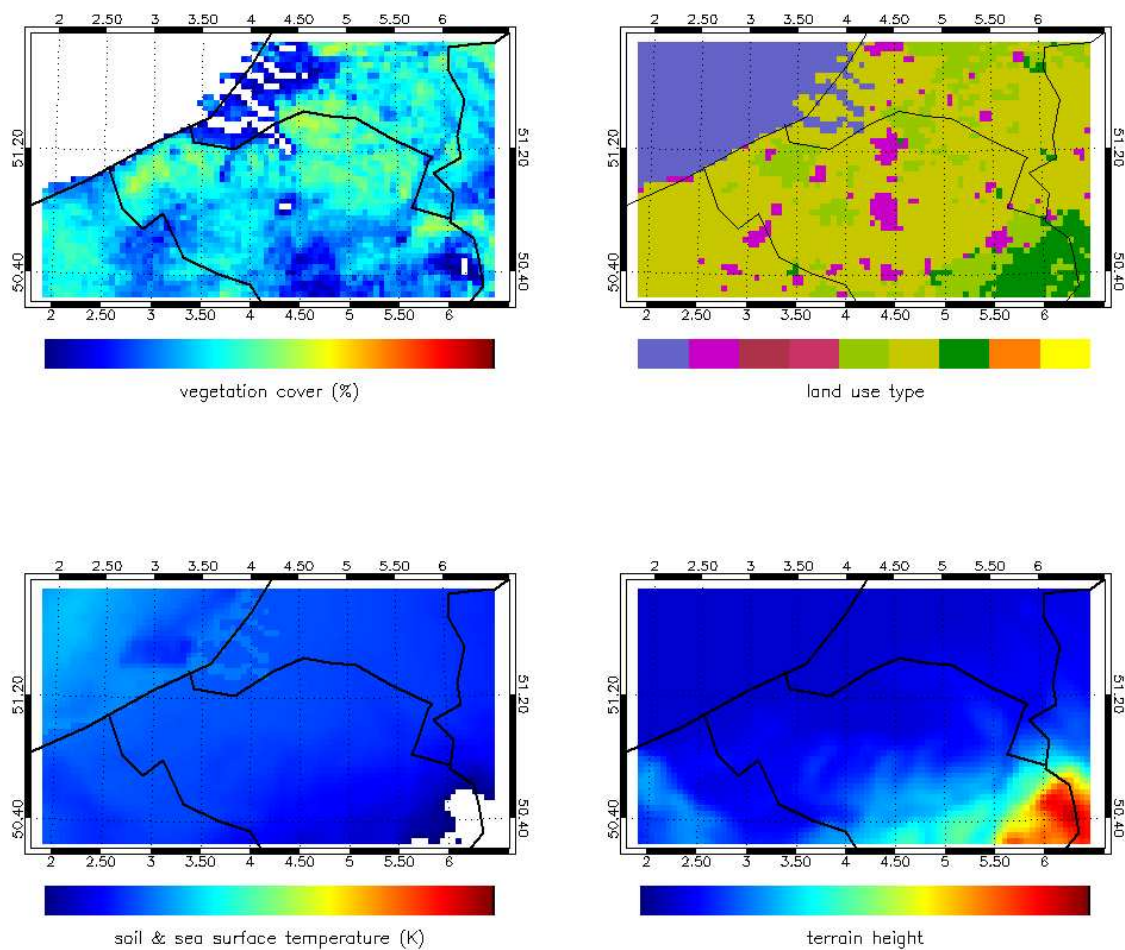 2 2.50 3 3.50 4 4.50 5 5.50 6
51.20 51.20
50.40 50.40
2 2.50 3 3.50 4 4.50 5 5.50 6
vegetation cover (%)
2 2.50 3 3.50 4 4.50 5 5.50 6
51.20 51.20
50.40 50.40
2 2.50 3 3.50 4 4.50 5 5.50 6
land use type
2 2.50 3 3.50 4 4.50 5 5.50 6
51.20 51.20
50.40 50.40
2 2.50 3 3.50 4 4.50 5 5.50 6
soil & sea surface temperature (K)
2 2.50 3 3.50 4 4.50 5 5.50 6
51.20 51.20
50.40 50.40
2 2.50 3 3.50 4 4.50 5 5.50 6
terrain height